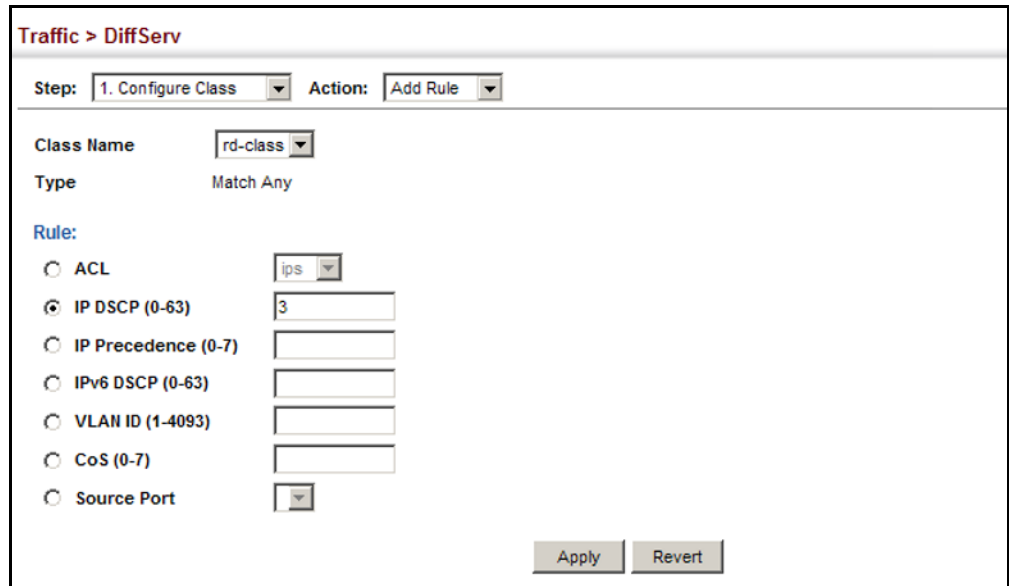 Traffic > DiffServ
Step: 1. Configure Class Action: Add Rule
Class Name rd-class
Type Match Any
Rule:
ACL ips
IP DSCP (0-63) 3
IP Precedence (0-7)
IPv6 DSCP (0-63)
VLAN ID (1-4093)
CoS (0-7)
Source Port
Apply Revert